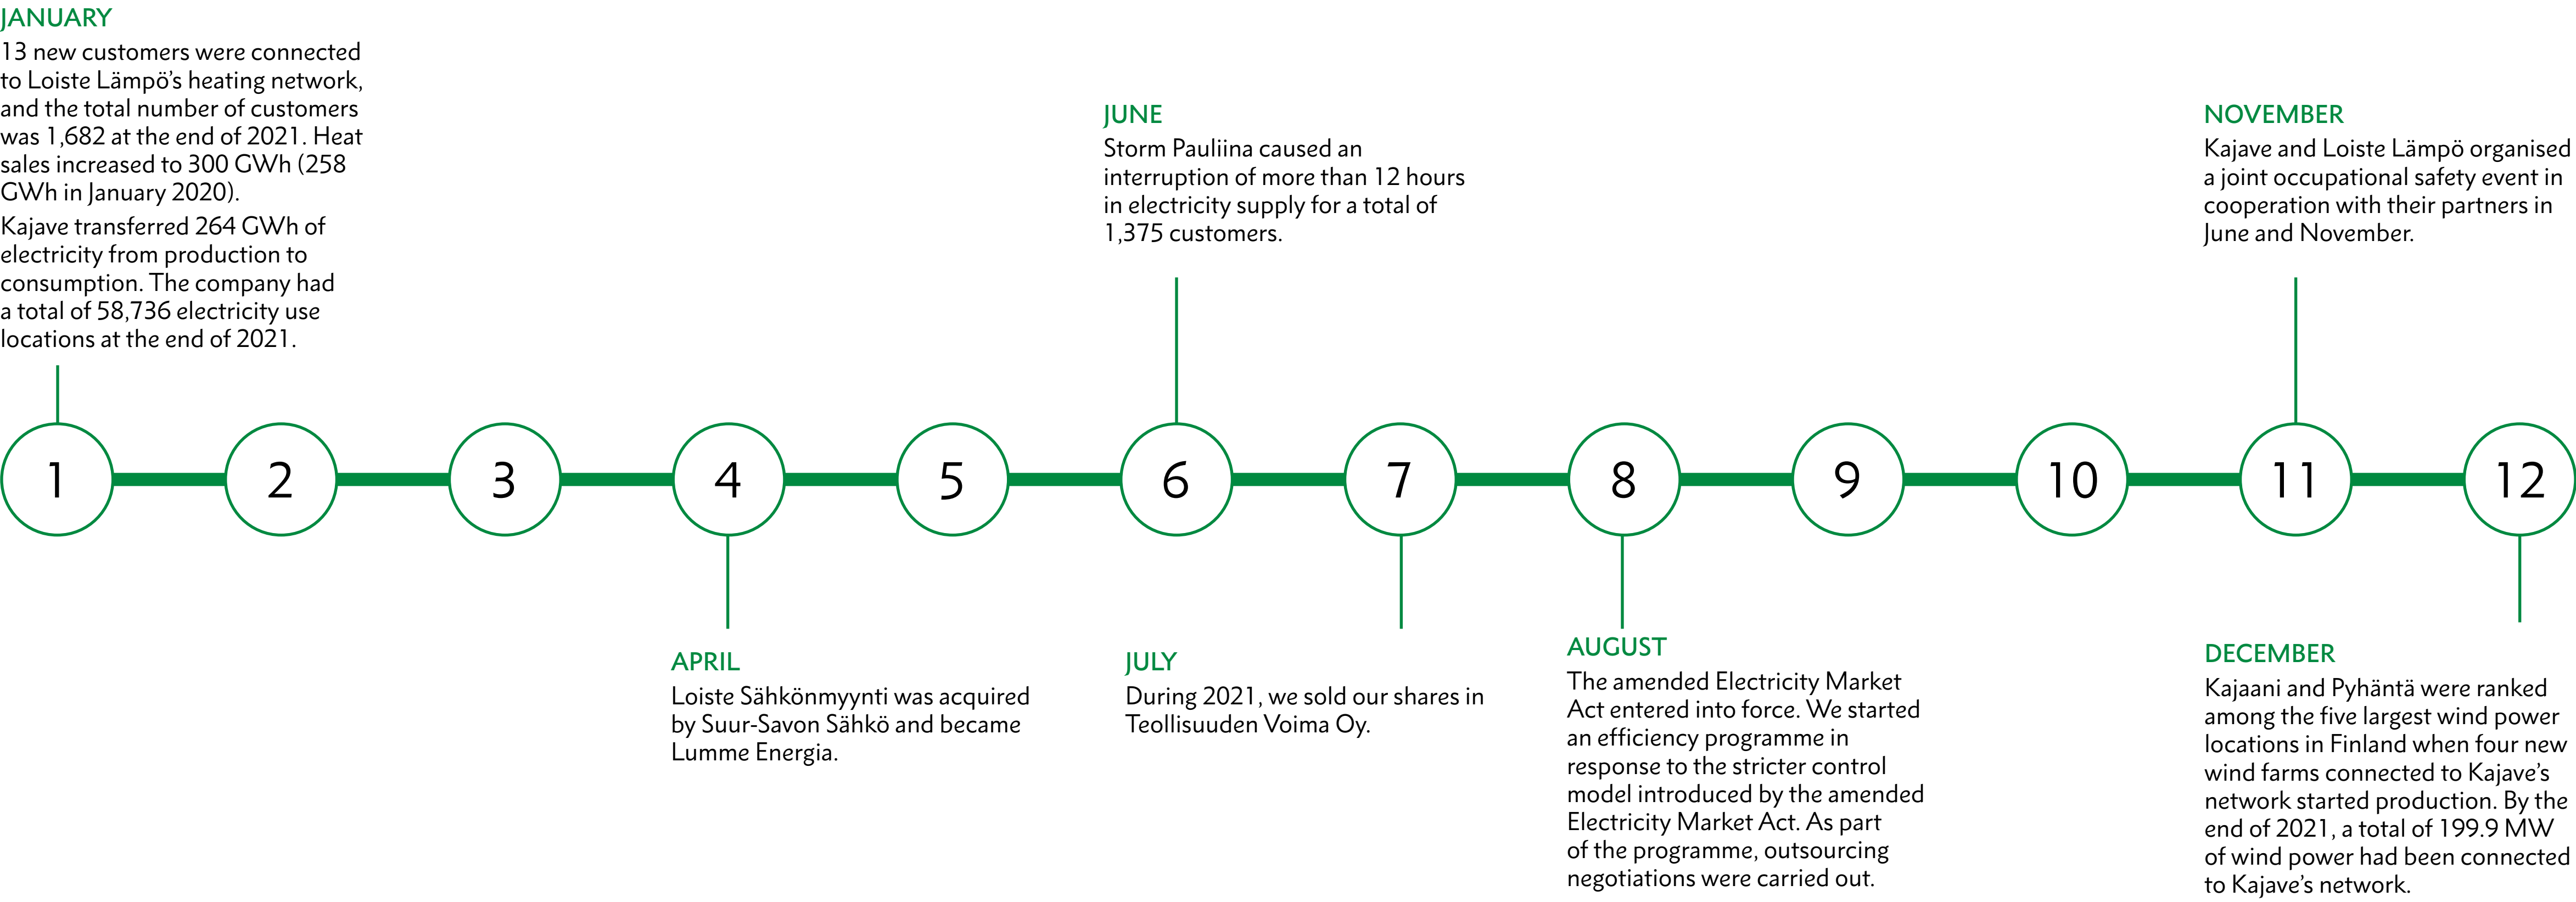 JANUARY
13 new customers were connected
to Loiste Lämpö’s heating network,
and the total number of customers
was 1,682 at the end of 2021. Heat
sales increased to 300 GWh (258
GWh in January 2020).
Kajave transferred 264 GWh of
electricity from production to
consumption. The company had
a total of 58,736 electricity use
locations at the end of 2021.
JUNE
Storm Pauliina caused an
interruption of more than 12 hours
in electricity supply for a total of
1,375 customers.
NOVEMBER
Kajave and Loiste Lämpö organised
a joint occupational safety event in
cooperation with their partners in
June and November.
1 2 3 4 5 6 7 8 9 10 11 12
APRIL
Loiste Sähkönmyynti was acquired
by Suur-Savon Sähkö and became
Lumme Energia.
JULY
During 2021, we sold our shares in
Teollisuuden Voima Oy.
AUGUST
The amended Electricity Market
Act entered into force. We started
an efficiency programme in
response to the stricter control
model introduced by the amended
Electricity Market Act. As part
of the programme, outsourcing
negotiations were carried out.
DECEMBER
Kajaani and Pyhäntä were ranked
among the five largest wind power
locations in Finland when four new
wind farms connected to Kajave’s
network started production. By the
end of 2021, a total of 199.9 MW
of wind power had been connected
to Kajave’s network.